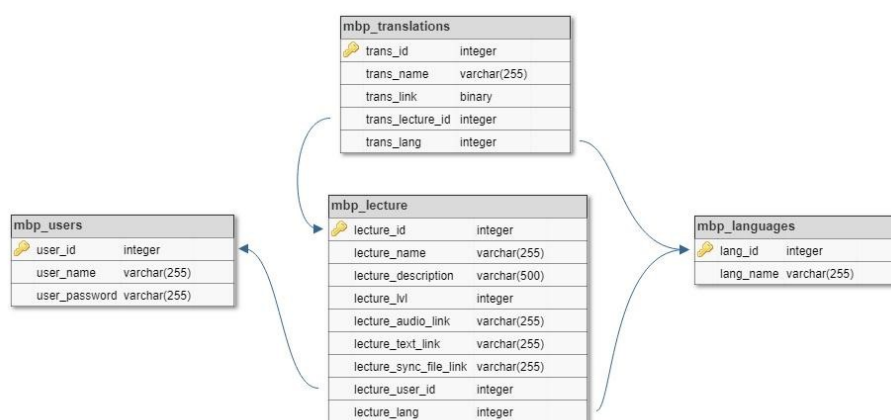 mbp_translations
trans_id integer
trans_name varchar(255)
trans_link binary
trans_lecture_id integer
trans_lang integer
mbp_users
user_id integer
user_name varchar(255)
user_password varchar(255)
mbp_lecture
lecture_id integer
lecture_name varchar(255)
lecture_description varchar(500)
lecture_lvl integer
lecture_audio_link varchar(255)
lecture_text_link varchar(255)
lecture_sync_file_link varchar(255)
lecture_user_id integer
lecture_lang integer
mbp_languages
lang_id integer
lang_name varchar(255)